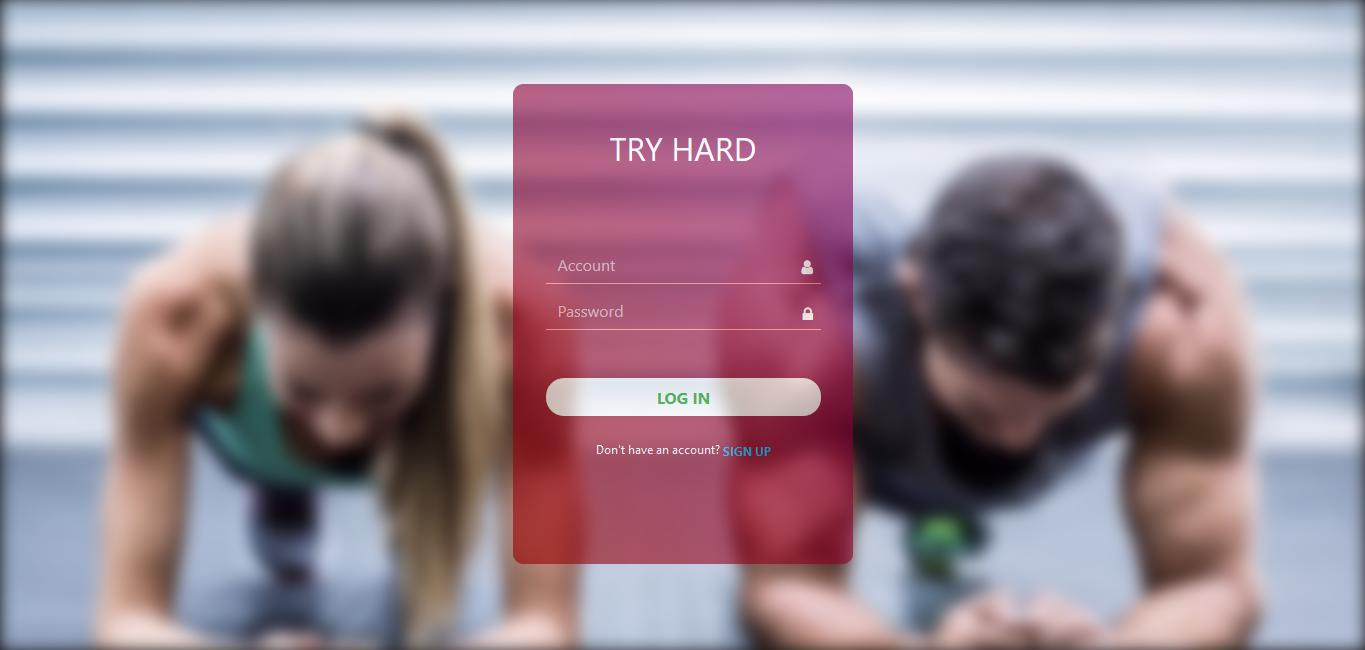 TRY HARD
Account
Password
LOG IN
Don't have an account? SIGN UP